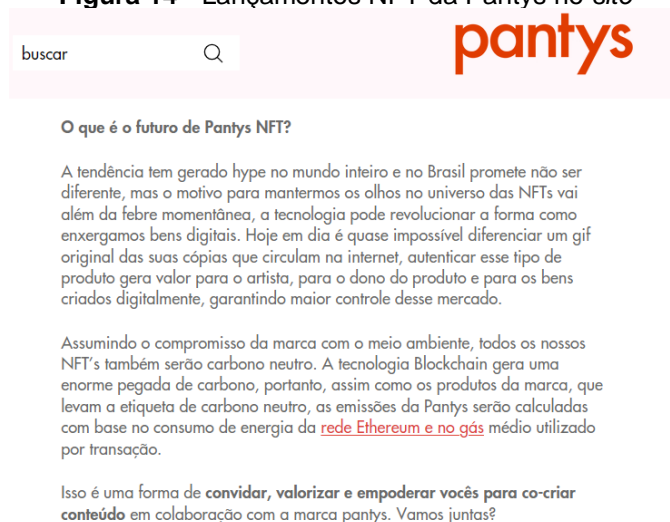 Figura 14 - Lançamentos NFT da Pantys no site
buscar
pantys
O que é o futuro de Pantys NFT?
A tendência tem gerado hype no mundo inteiro e no Brasil promete não ser
diferente, mas o motivo para mantermos os olhos no universo das NFTs vai
além da febre momentânea, a tecnologia pode revolucionar a forma como
enxergamos bens digitais. Hoje em dia é quase impossível diferenciar um gif
original das suas cópias que circulam na internet, autenticar esse tipo de
produto gera valor para o artista, para o dono do produto e para os bens
criados digitalmente, garantindo maior controle desse mercado.
Assumindo o compromisso da marca com o meio ambiente, todos os nossos
NFT's também serão carbono neutro. A tecnologia Blockchain gera uma
enorme pegada de carbono, portanto, assim como os produtos da marca, que
levam a etiqueta de carbono neutro, as emissões da Pantys serão calculadas
com base no consumo de energia da rede Ethereum e no gás médio utilizado
por transação.
Isso é uma forma de convidar, valorizar e empoderar vocês para co-criar
conteúdo em colaboração com a marca pantys. Vamos juntas?